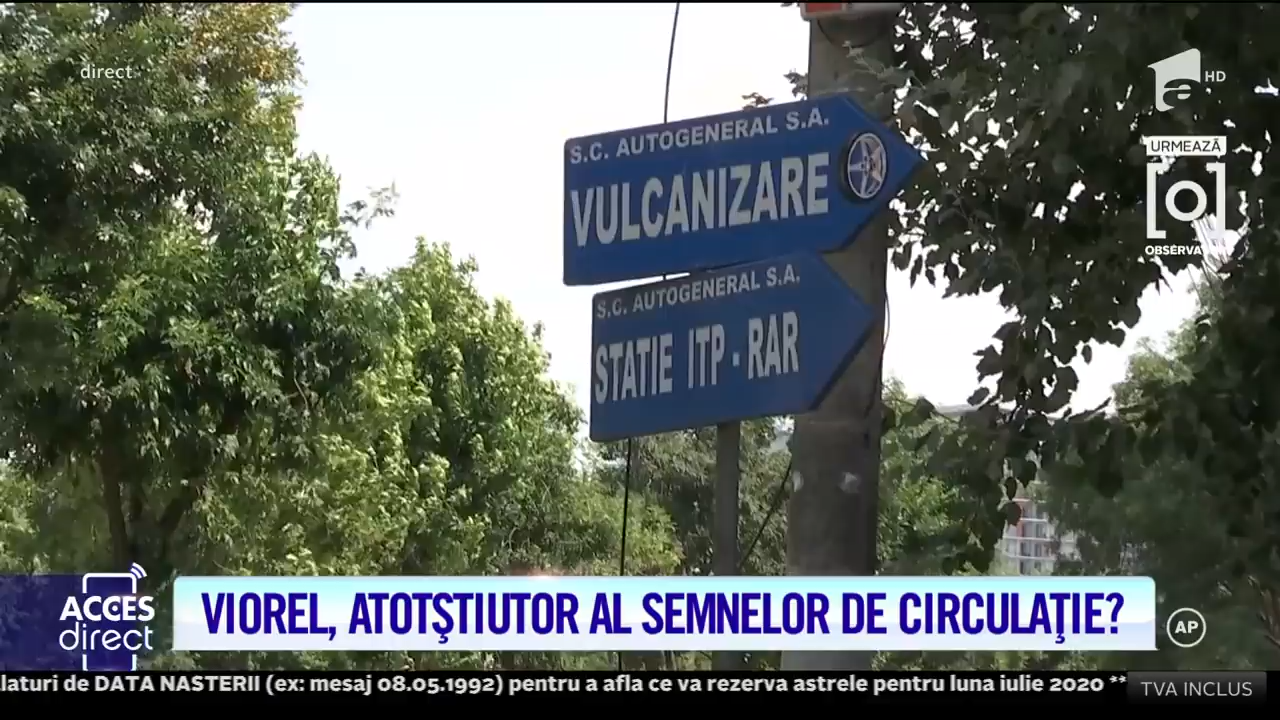 direct
HD
URMEAZĂ
OBSERVA
S.C. AUTOGENERAL S.A.
VULCANIZARE
S.C. AUTOGENERAL S.A.
STATIE ITP - RAR
ACCES
direct
VIOREL, ATOTŞTIUTOR AL SEMNELOR DE CIRCULAŢIE?
AP
laturi de DATA NASTERII (ex: mesaj 08.05.1992) pentru a afla ce va rezerva astrele pentru luna iulie 2020 **
TVA INCLUS